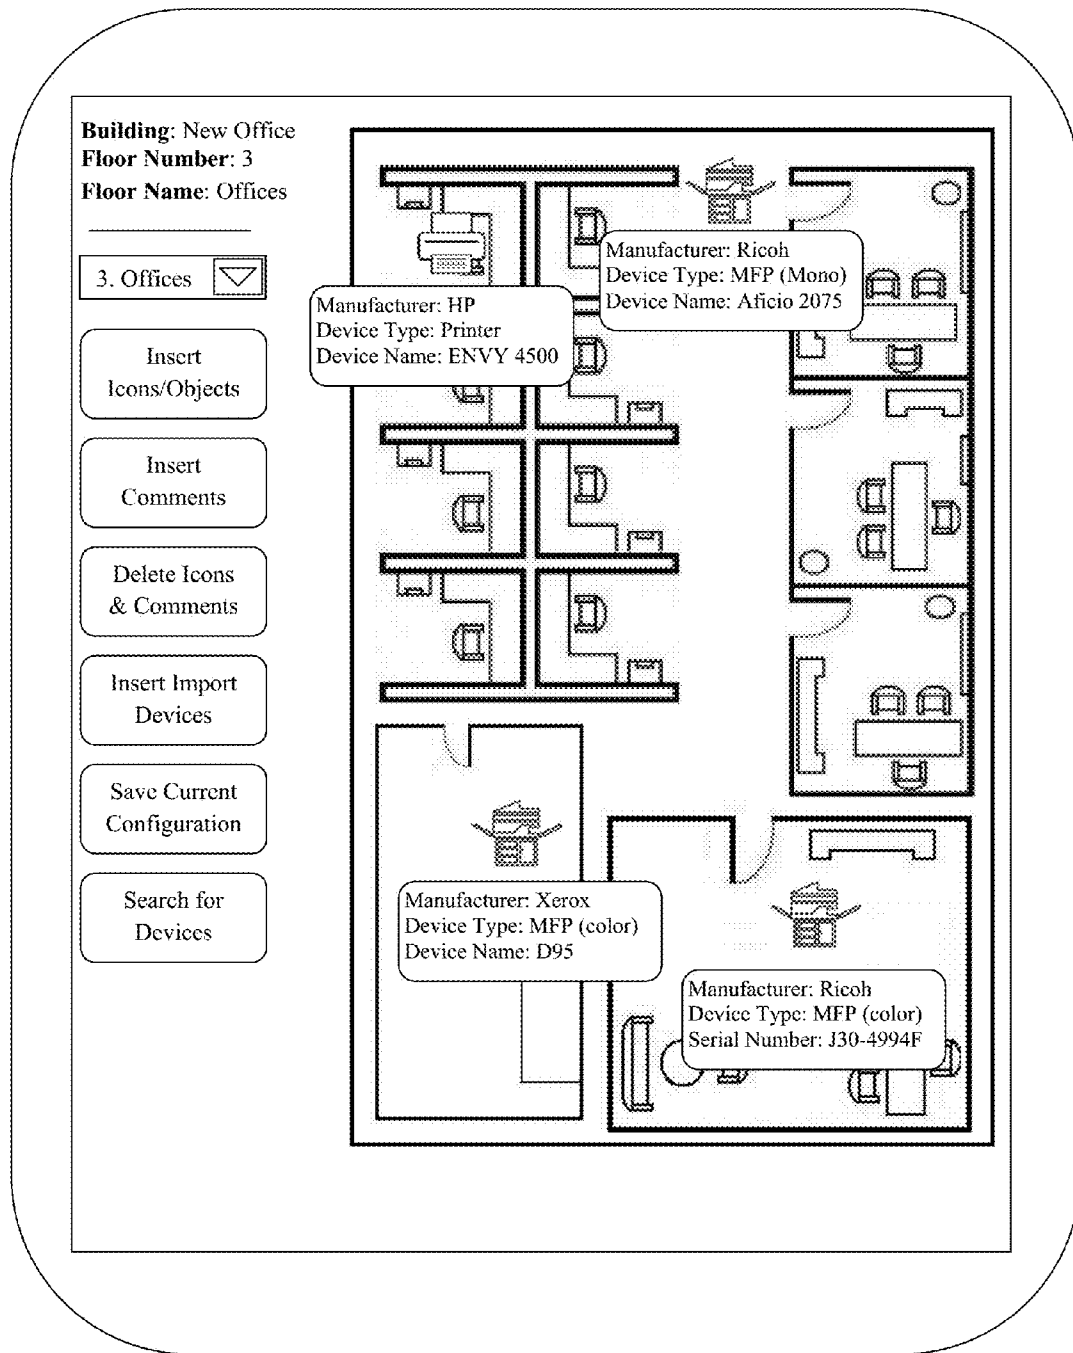 Building: New Office
Floor Number: 3
Floor Name: Offices
3. Offices
Insert
Icons/Objects
Insert
Comments
Delete Icons
& Comments
Insert Import
Devices
Save Current
Configuration
Search for
Devices
Manufacturer: HP
Device Type: Printer
Device Name: ENVY 4500
Manufacturer: Ricoh
Device Type: MFP (Mono)
Device Name: Aficio 2075
Manufacturer: Xerox
Device Type: MFP (color)
Device Name: D95
Manufacturer: Ricoh
Device Type: MFP (color)
Serial Number: J30-4994F